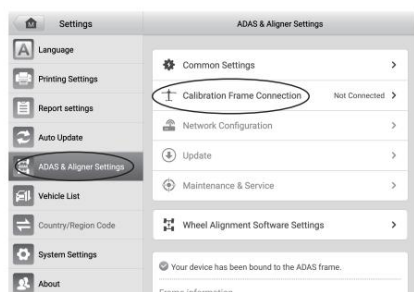 Settings
ADAS & Aligner Settings
Language
Printing Settings
Report settings
Auto Update
ADAS & Aligner Settings
Vehicle List
Country/Region Code
System Settings
About
Common Settings
Calibration Frame Connection Not Connected
Network Configuration
Update
Maintenance & Service
Wheel Alignment Software Settings
Your device has been bound to the ADAS frame.
Frame information